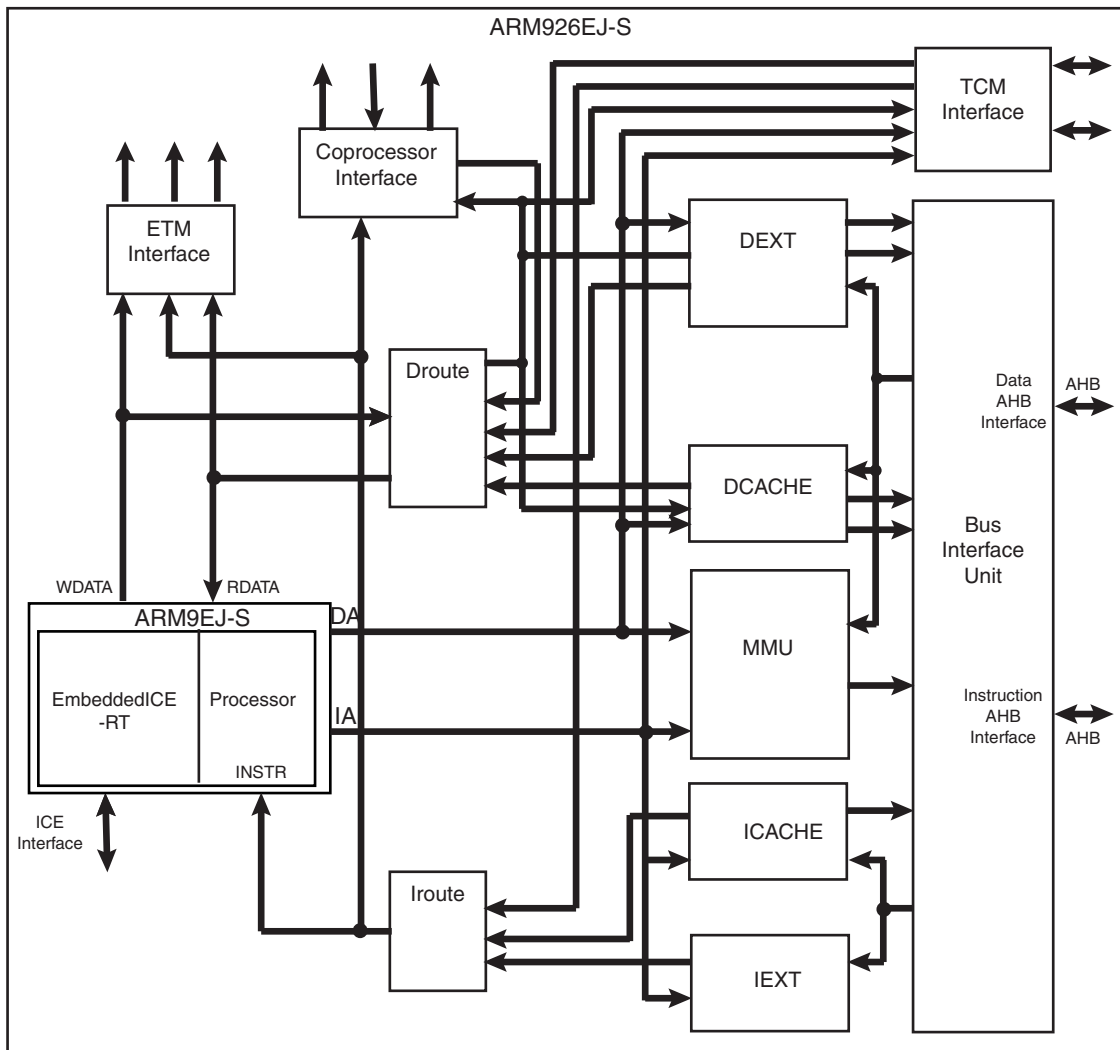 ARM926EJ-S
TCM
Interface
Coprocessor
Interface
ETM
Interface
DEXT
Droute
Data
AHB
Interface
AHB
DCACHE
Bus
Interface
Unit
WDATA
RDATA
ARM9EJ-S
DA
EmbeddedICE
-RT
Processor
MMU
IA
Instruction
AHB
Interface
AHB
INSTR
ICE
Interface
ICACHE
Iroute
IEXT